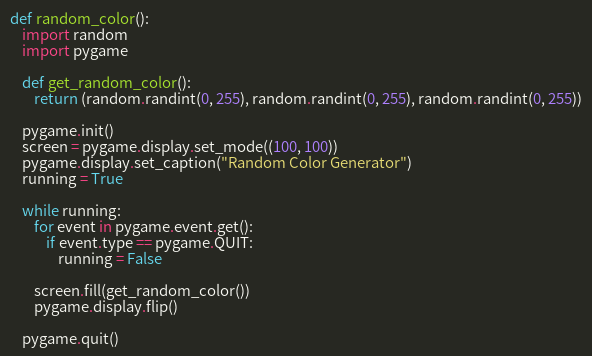 def random_color():
    import random
    import pygame

    def get_random_color():
        return (random.randint(0, 255), random.randint(0, 255), random.randint(0, 255))

    pygame.init()
    screen = pygame.display.set_mode((100, 100))
    pygame.display.set_caption("Random Color Generator")
    running = True

    while running:
        for event in pygame.event.get():
            if event.type == pygame.QUIT:
                running = False

        screen.fill(get_random_color())
        pygame.display.flip()

    pygame.quit()